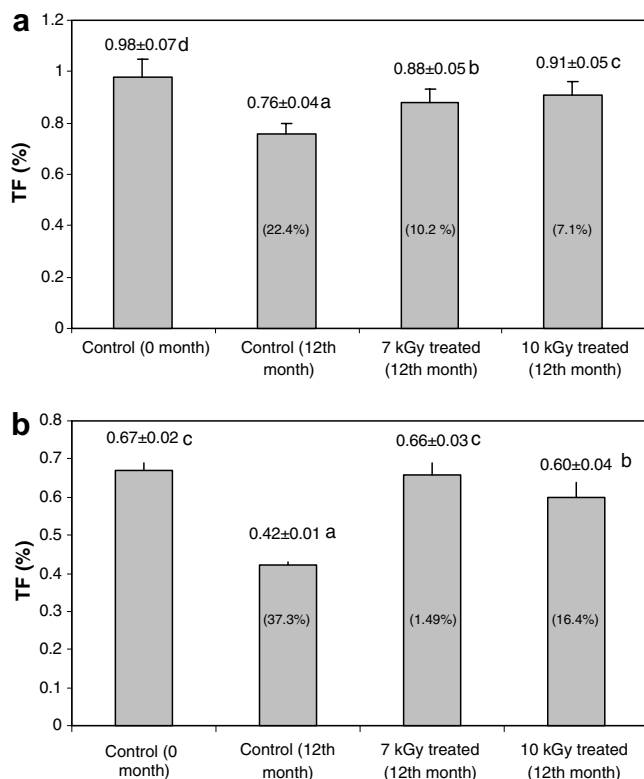 a
TF (%)
1.2
1
0.8
0.6
0.4
0.2
0
0.98±0.07 d
0.76±0.04 a
0.88±0.05 b
0.91±0.05 c
(22.4%)
(10.2 %)
(7.1%)
Control (0 month)
Control (12th
month)
7 kGy treated
(12th month)
10 kGy treated
(12th month)
b
TF (%)
0.8
0.7
0.6
0.5
0.4
0.3
0.2
0.1
0
0.67±0.02 c
0.42±0.01 a
0.66±0.03 c
0.60±0.04 b
(37.3%)
(1.49%)
(16.4%)
Control (0
month)
Control (12th
month)
7 kGy treated
(12th month)
10 kGy treated
(12th month)